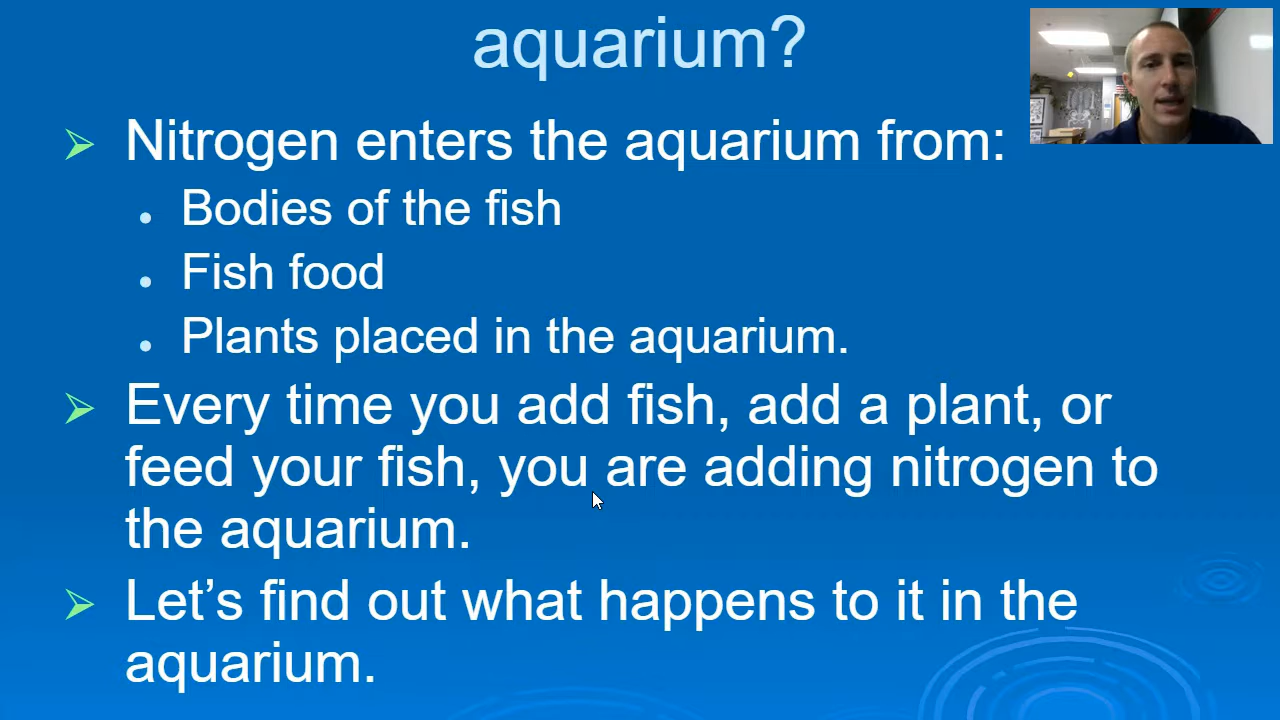 aquarium?
Nitrogen enters the aquarium from:
Bodies of the fish
Fish food
Plants placed in the aquarium.
Every time you add fish, add a plant, or
feed your fish, you are adding nitrogen to
the aquarium.
Let’s find out what happens to it in the
aquarium.